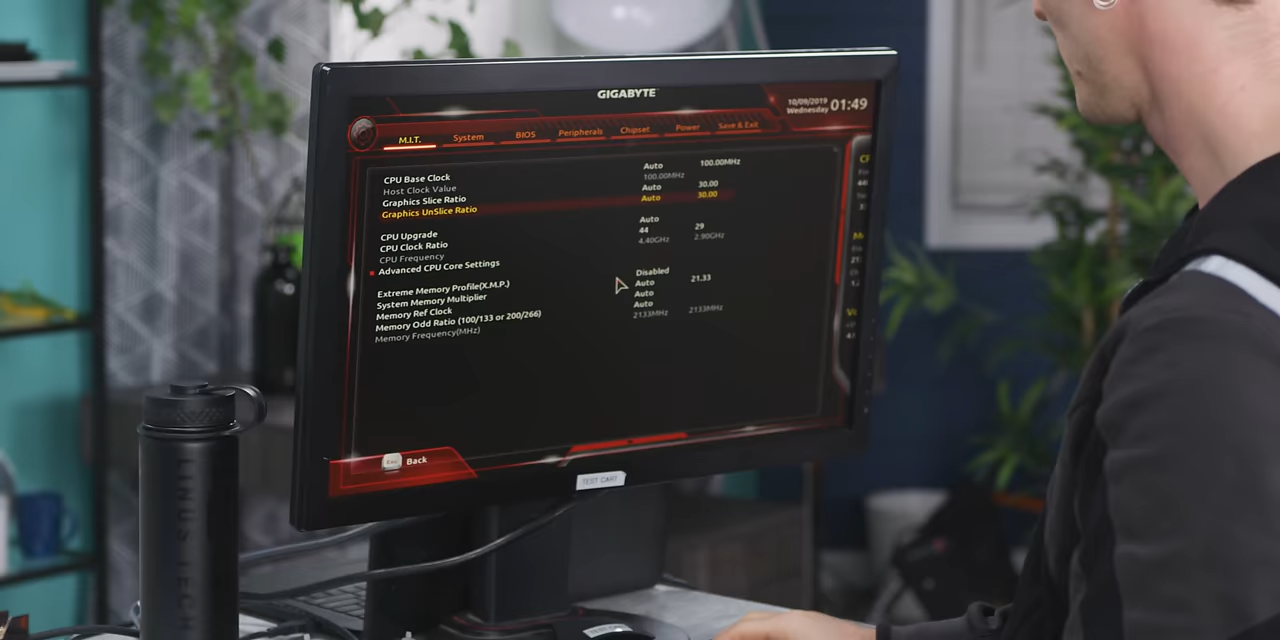 GIGABYTE
10/09/2019
Wednesday 01:49
M.I.T. System BIOS Peripherals Chipset Power Save & Exit
CPU Base Clock Auto 100.00MHz
Host Clock Value 100.00MHz
Graphics Slice Ratio Auto 30.00
Graphics UnSlice Ratio Auto 30.00
CPU Upgrade Auto
CPU Clock Ratio 44 29
CPU Frequency 4.40GHz 2.90GHz
Advanced CPU Core Settings
Extreme Memory Profile(X.M.P.) Disabled
System Memory Multiplier Auto 21.33
Memory Ref Clock Auto
Memory Odd Ratio (100/133 or 200/266) Auto
Memory Frequency(MHz) 2133MHz 2133MHz
Esc Back
TEST CART
LINUS TECH